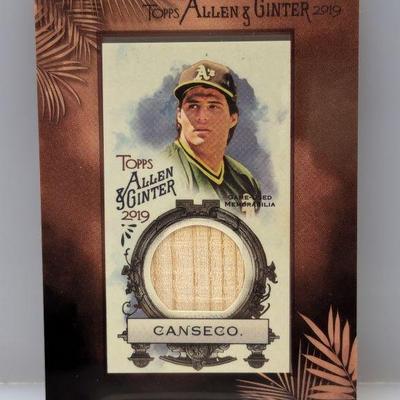 TOPPS ALLEN & GINTER 2019
A's
TOPPS
ALLEN
& GINTER
2019
GAME-USED
MEMORABILIA
CANSECO.